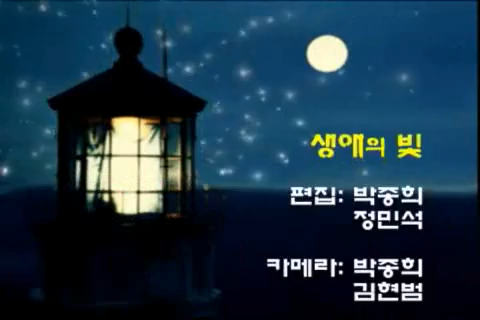 생애의 빛
편집: 박종희
정민석
카메라: 박종희
김현범